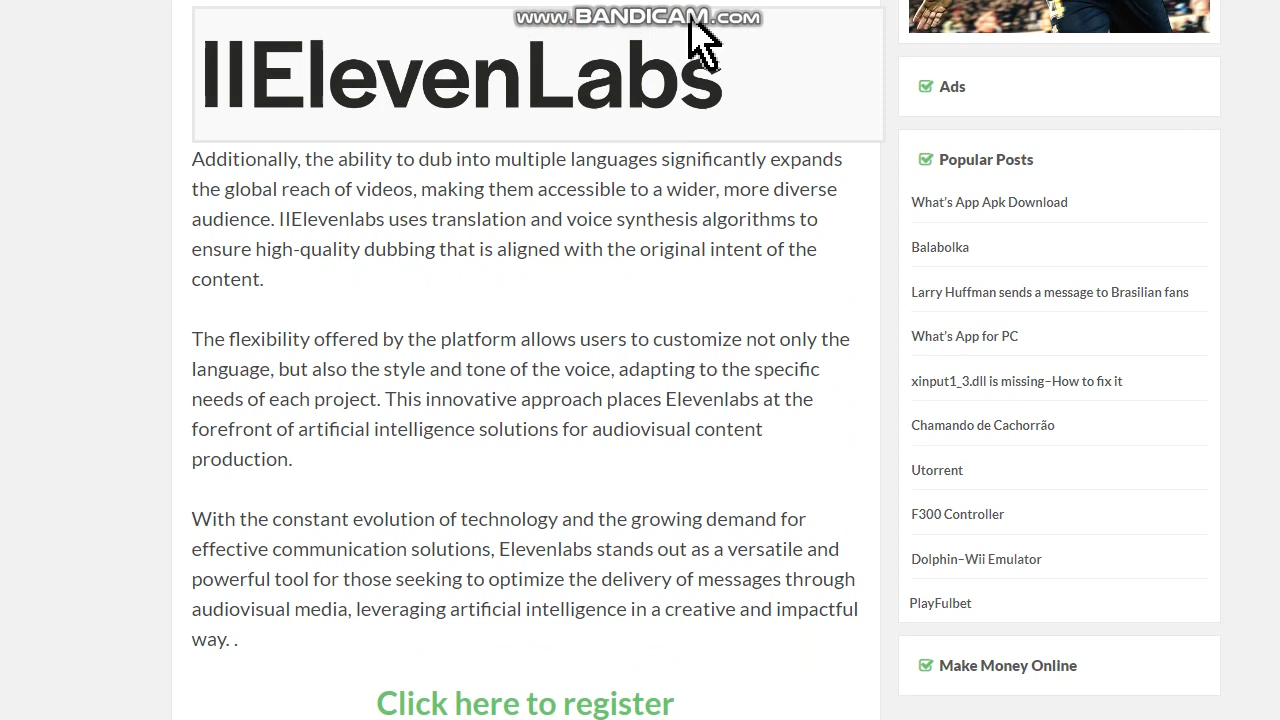 www.BANDICAM.com
IIElevenLabs
Additionally, the ability to dub into multiple languages significantly expands
the global reach of videos, making them accessible to a wider, more diverse
audience. IIElevenlabs uses translation and voice synthesis algorithms to
ensure high-quality dubbing that is aligned with the original intent of the
content.
The flexibility offered by the platform allows users to customize not only the
language, but also the style and tone of the voice, adapting to the specific
needs of each project. This innovative approach places Elevenlabs at the
forefront of artificial intelligence solutions for audiovisual content
production.
With the constant evolution of technology and the growing demand for
effective communication solutions, Elevenlabs stands out as a versatile and
powerful tool for those seeking to optimize the delivery of messages through
audiovisual media, leveraging artificial intelligence in a creative and impactful
way. .
Click here to register
Ads
Popular Posts
What's App Apk Download
Balabolka
Larry Huffman sends a message to Brasilian fans
What's App for PC
xinput1_3.dll is missing–How to fix it
Chamando de Cachorrão
Utorrent
F300 Controller
Dolphin–Wii Emulator
PlayFulbet
Make Money Online